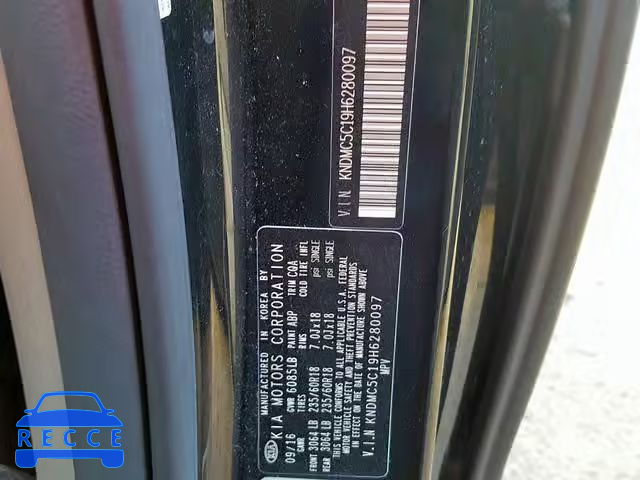 V.I.N KNDMC5C19H6280097
MANUFACTURED IN KOREA BY
KIA MOTORS CORPORATION
09/16 GVWR 6085LB PAINT ABP TRIM CQA
GAWR TIRES RIMS COLD TIRE INFL
FRONT 3064LB 235/60R18 7.0Jx18 psi SINGLE
REAR 3064LB 235/60R18 7.0Jx18 psi SINGLE
THIS VEHICLE CONFORMS TO ALL APPLICABLE U.S.A. FEDERAL
MOTOR VEHICLE SAFETY AND THEFT PREVENTION STANDARDS
IN EFFECT ON THE DATE OF MANUFACTURE SHOWN ABOVE
V.I.N KNDMC5C19H6280097
MPV
RECCE